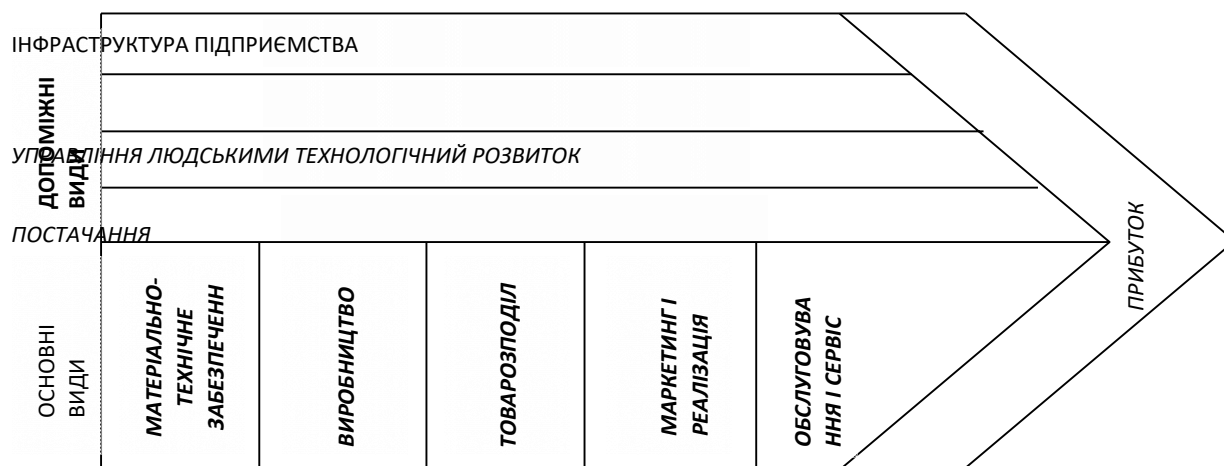 ІНФРАСТРУКТУРА ПІДПРИЄМСТВА
ДОПОМІЖНІ
ВИДИ
УПРАВЛІННЯ ЛЮДСЬКИМИ ТЕХНОЛОГІЧНИЙ РОЗВИТОК
ПОСТАЧАННЯ
ОСНОВНІ
ВИДИ
МАТЕРІАЛЬНО-
ТЕХНІЧНЕ
ЗАБЕЗПЕЧЕНН
ВИРОБНИЦТВО
ТОВАРОЗПОДІЛ
МАРКЕТИНГ І
РЕАЛІЗАЦІЯ
ОБСЛУГОВУВА
ННЯ І СЕРВІС
ПРИБУТОК